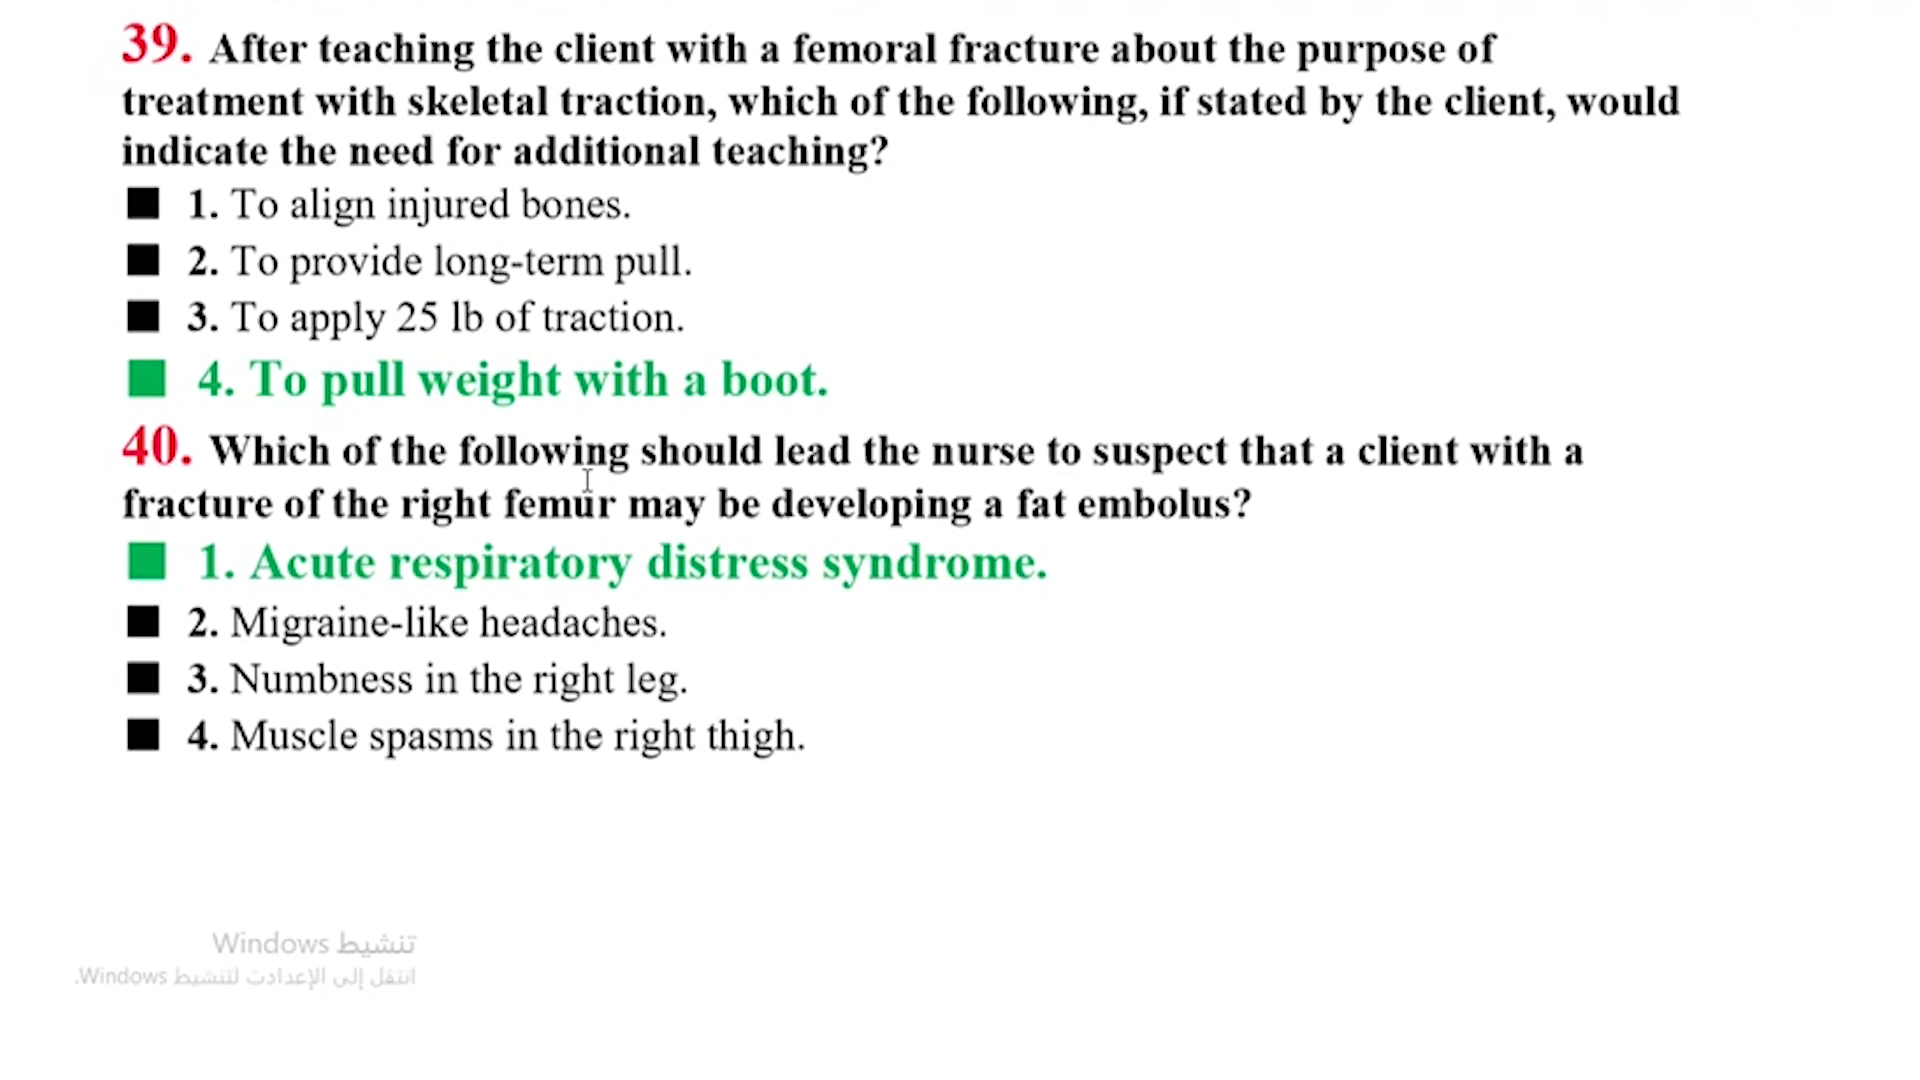 39. After teaching the client with a femoral fracture about the purpose of
treatment with skeletal traction, which of the following, if stated by the client, would
indicate the need for additional teaching?
1. To align injured bones.
2. To provide long-term pull.
3. To apply 25 lb of traction.
4. To pull weight with a boot.
40. Which of the following should lead the nurse to suspect that a client with a
fracture of the right femur may be developing a fat embolus?
1. Acute respiratory distress syndrome.
2. Migraine-like headaches.
3. Numbness in the right leg.
4. Muscle spasms in the right thigh.
تنشيط Windows
انتقل إلى الإعدادت لتنشيط Windows.